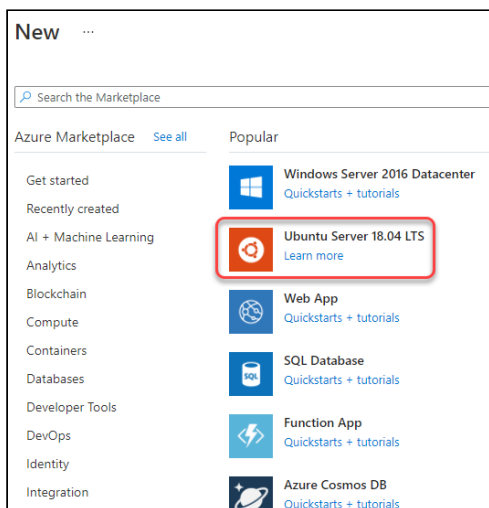 New ...
Search the Marketplace
Azure Marketplace See all
Popular
Get started
Recently created
AI + Machine Learning
Analytics
Blockchain
Compute
Containers
Databases
Developer Tools
DevOps
Identity
Integration
Windows Server 2016 Datacenter
Quickstarts + tutorials
Ubuntu Server 18.04 LTS
Learn more
Web App
Quickstarts + tutorials
SQL
SQL Database
Quickstarts + tutorials
Function App
Quickstarts + tutorials
Azure Cosmos DB
Quickstarts + tutorials